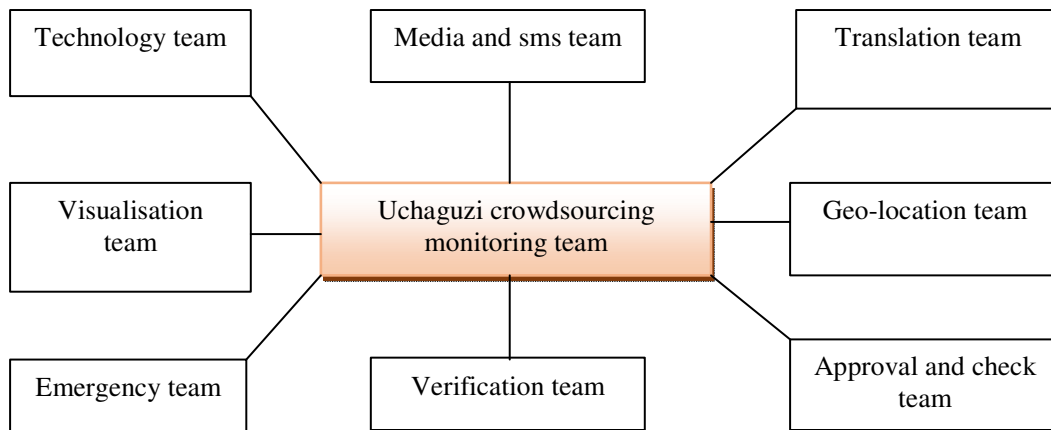 Technology team
Media and sms team
Translation team
Visualisation
team
Uchaguzi crowdsourcing
monitoring team
Geo-location team
Emergency team
Verification team
Approval and check
team